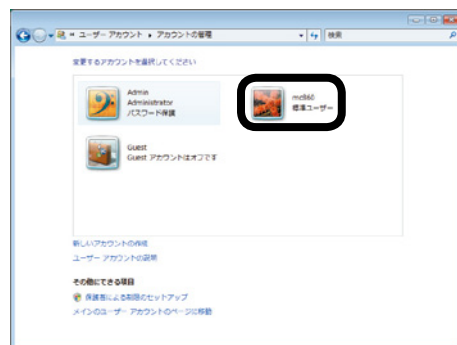 ユーザー アカウント ▸ アカウントの管理
検索
変更するアカウントを選択してください
Admin
Administrator
パスワード保護
mc860
標準ユーザー
Guest
Guest アカウントはオフです
新しいアカウントの作成
ユーザー アカウントの説明
その他にできる項目
保護者による制限のセットアップ
メインのユーザー アカウントのページに移動